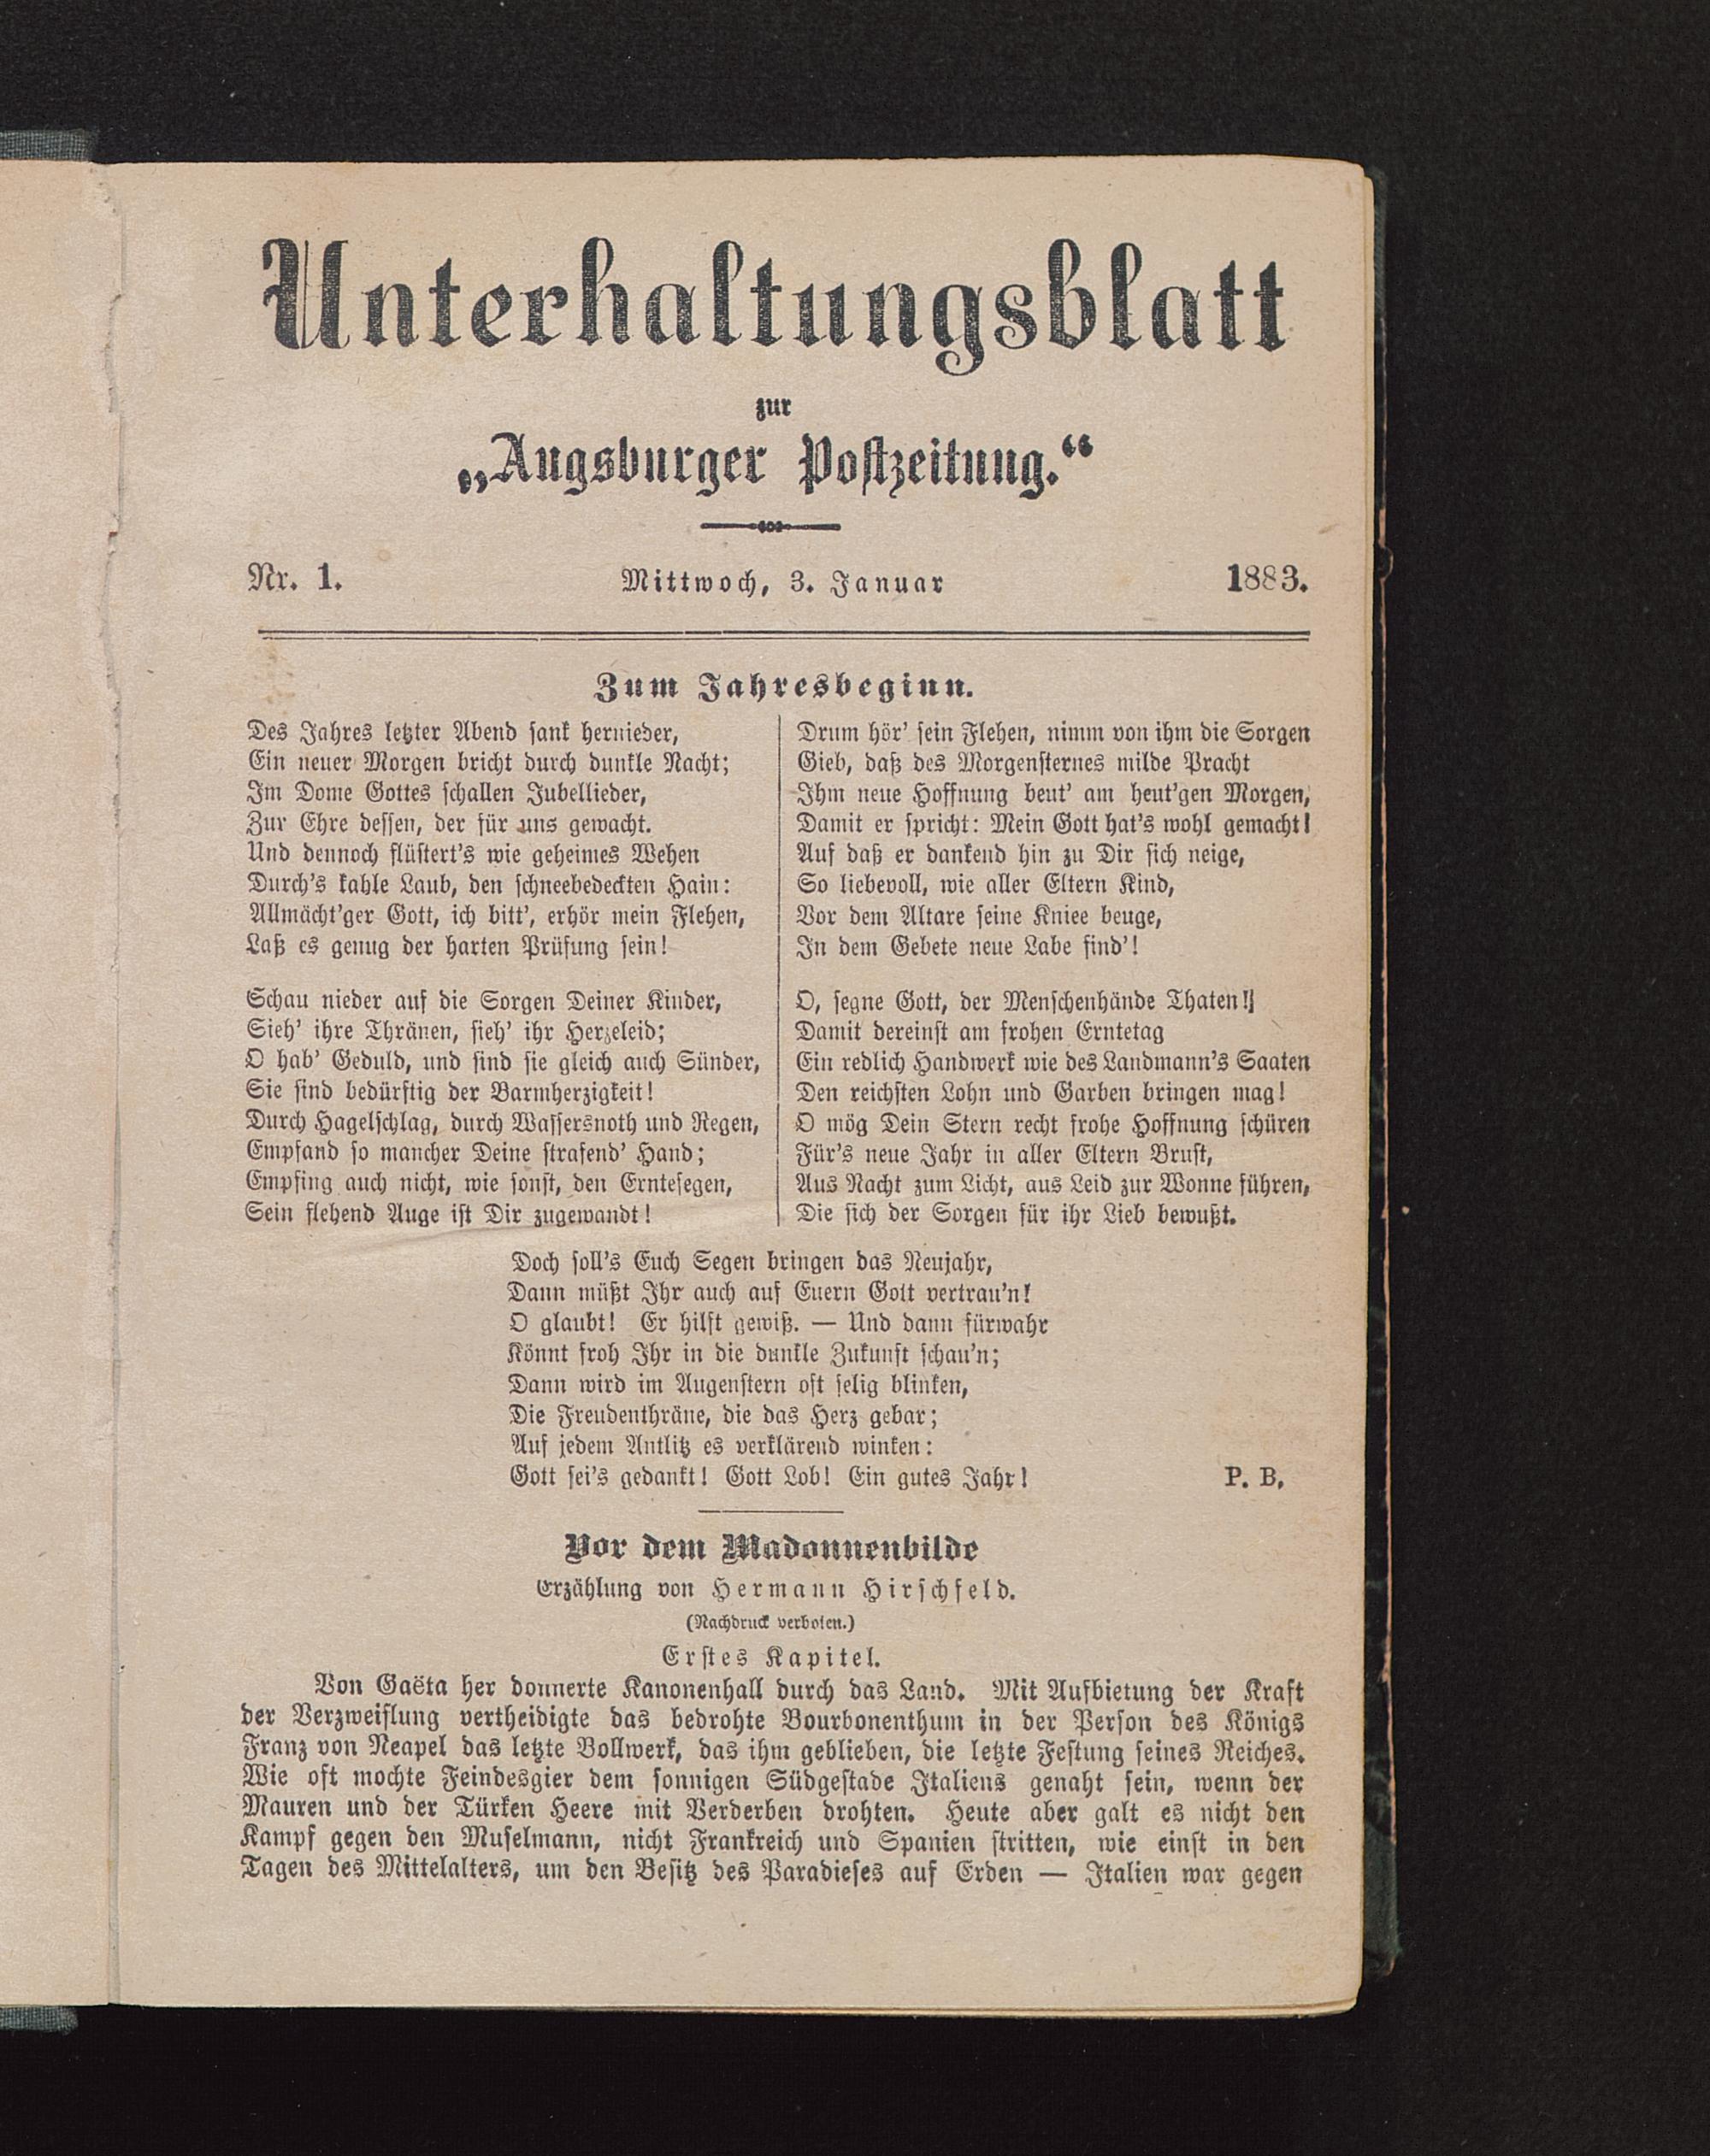 Unterhaltungsblatt
zur
„Augsburger Postzeitung.“
Nr. 1.
Mittwoch, 3. Januar
1883.
Zum Jahresbeginn.
Des Jahres letzter Abend sank hernieder,
Ein neuer Morgen bricht durch dunkle Nacht;
Im Dome Gottes schallen Jubellieder,
Zur Ehre dessen, der für uns gewacht.
Und dennoch flüstert's wie geheimes Wehen
Durch's kahle Laub, den schneebedeckten Hain:
Allmächt'ger Gott, ich bitt', erhör mein Flehen,
Laß es genug der harten Prüfung sein!
Schau nieder auf die Sorgen Deiner Kinder,
Sieh' ihre Thränen, sieh' ihr Herzeleid;
O hab' Geduld, und sind sie gleich auch Sünder,
Sie sind bedürftig der Barmherzigkeit!
Durch Hagelschlag, durch Wassersnoth und Regen,
Empfand so mancher Deine strafend' Hand;
Empfing auch nicht, wie sonst, den Erntesegen,
Sein flehend Auge ist Dir zugewandt!
Drum hör' sein Flehen, nimm von ihm die Sorgen
Gieb, daß des Morgensternes milde Pracht
Ihm neue Hoffnung beut' am heut'gen Morgen,
Damit er spricht: Mein Gott hat's wohl gemacht!
Auf daß er dankend hin zu Dir sich neige,
So liebevoll, wie aller Eltern Kind,
Vor dem Altare seine Kniee beuge,
In dem Gebete neue Labe find'!
O, segne Gott, der Menschenhände Thaten!
Damit dereinst am frohen Erntetag
Ein redlich Handwerk wie des Landmann's Saaten
Den reichsten Lohn und Garben bringen mag!
O mög Dein Stern recht frohe Hoffnung schüren
Für's neue Jahr in aller Eltern Brust,
Aus Nacht zum Licht, aus Leid zur Wonne führen,
Die sich der Sorgen für ihr Lieb bewußt.
Doch soll's Euch Segen bringen das Neujahr,
Dann müßt Ihr auch auf Euern Gott vertrau'n!
O glaubt! Er hilft gewiß. — Und dann fürwahr
Könnt froh Ihr in die dunkle Zukunft schau'n;
Dann wird im Augenstern oft selig blinken,
Die Freudenthräne, die das Herz gebar;
Auf jedem Antlitz es verklärend winken:
Gott sei's gedankt! Gott Lob! Ein gutes Jahr!
P. B.
Vor dem Madonnenbilde
Erzählung von Hermann Hirschfeld.
(Nachdruck verboten.)
Erstes Kapitel.
Von Gaëta her donnerte Kanonenhall durch das Land. Mit Aufbietung der Kraft
der Verzweiflung vertheidigte das bedrohte Bourbonenthum in der Person des Königs
Franz von Neapel das letzte Bollwerk, das ihm geblieben, die letzte Festung seines Reiches.
Wie oft mochte Feindesgier dem sonnigen Südgestade Italiens genaht sein, wenn der
Mauren und der Türken Heere mit Verderben drohten. Heute aber galt es nicht den
Kampf gegen den Muselmann, nicht Frankreich und Spanien stritten, wie einst in den
Tagen des Mittelalters, um den Besitz des Paradieses auf Erden — Italien war gegen